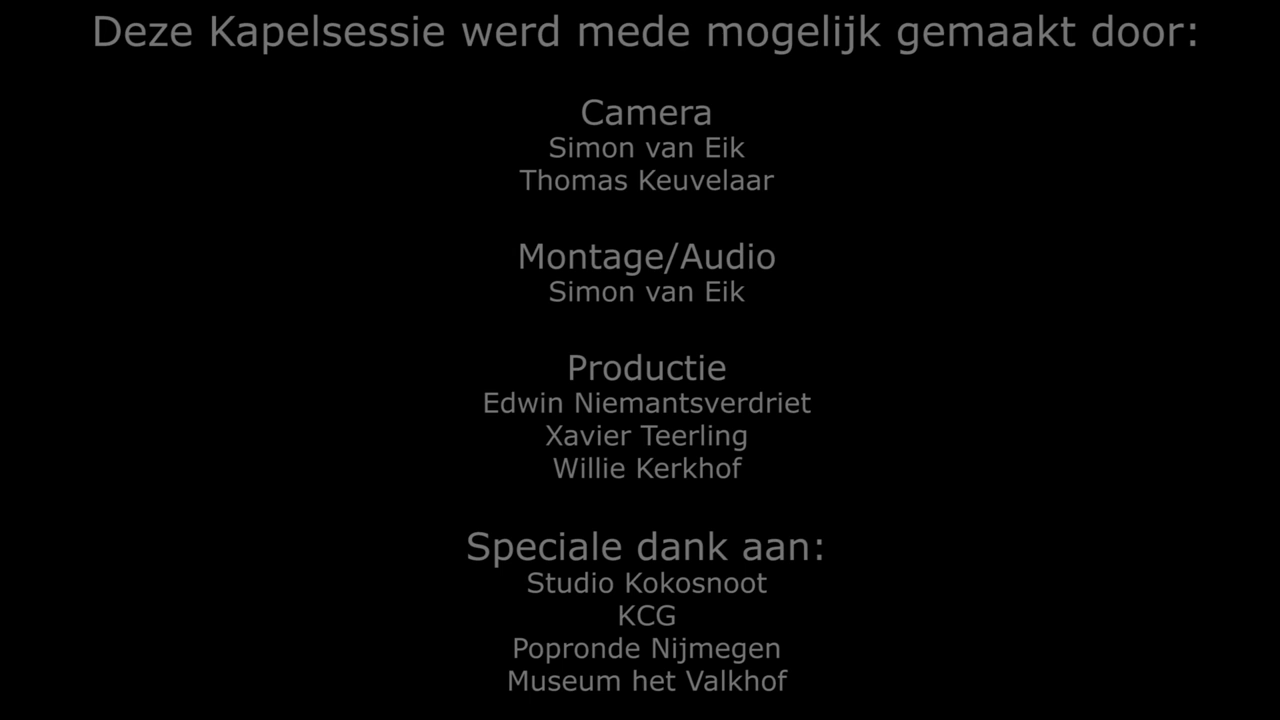 Deze Kapelsessie werd mede mogelijk gemaakt door:
Camera
Simon van Eik
Thomas Keuvelaar
Montage/Audio
Simon van Eik
Productie
Edwin Niemantsverdriet
Xavier Teerling
Willie Kerkhof
Speciale dank aan:
Studio Kokosnoot
KCG
Popronde Nijmegen
Museum het Valkhof